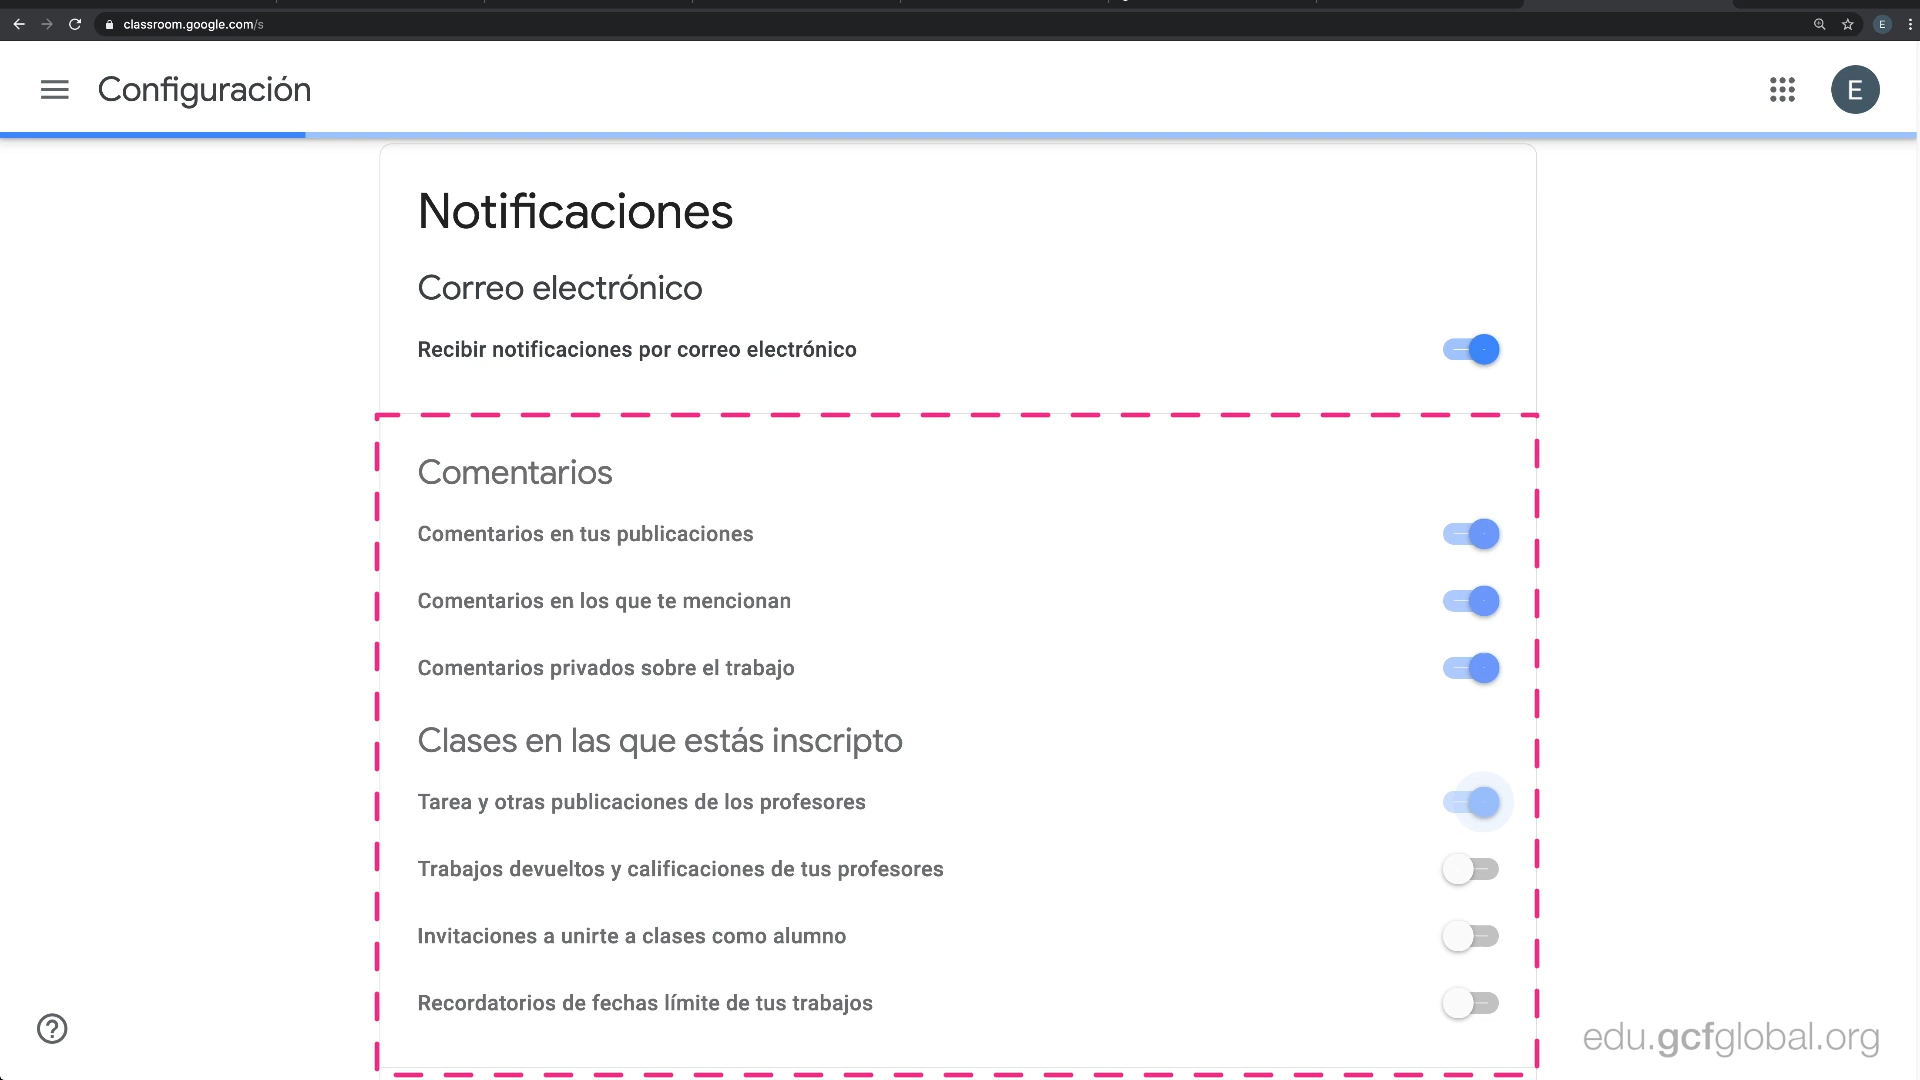 classroom.google.com/s
E
Configuración
E
Notificaciones
Correo electrónico
Recibir notificaciones por correo electrónico
Comentarios
Comentarios en tus publicaciones
Comentarios en los que te mencionan
Comentarios privados sobre el trabajo
Clases en las que estás inscripto
Tarea y otras publicaciones de los profesores
Trabajos devueltos y calificaciones de tus profesores
Invitaciones a unirte a clases como alumno
Recordatorios de fechas límite de tus trabajos
edu.gcfglobal.org